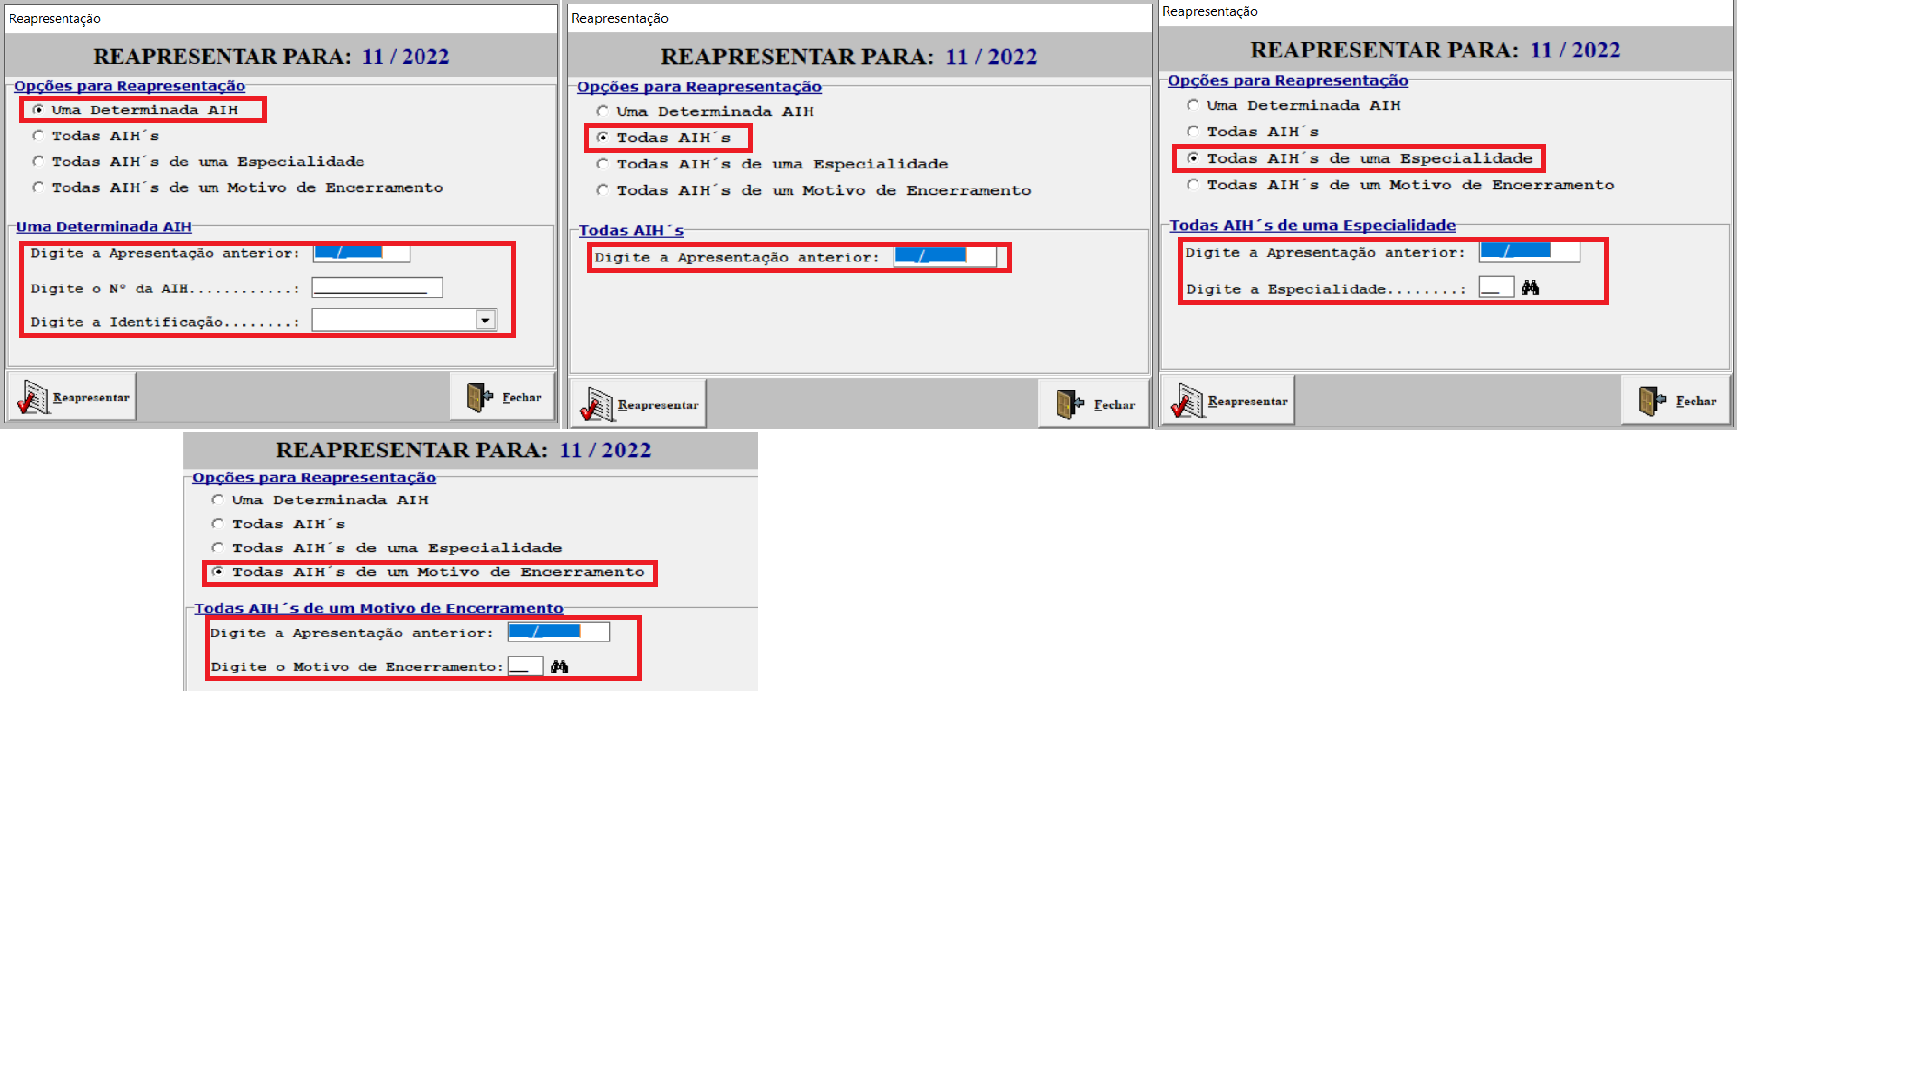 Reapresentação
REAPRESENTAR PARA: 11 / 2022
Opções para Reapresentação
Uma Determinada AIH
Todas AIH´s
Todas AIH´s de uma Especialidade
Todas AIH´s de um Motivo de Encerramento
Uma Determinada AIH
Digite a Apresentação anterior: __/____
Digite o Nº da AIH............: _____________
Digite a Identificação........:
Reapresentar
Fechar
Reapresentação
REAPRESENTAR PARA: 11 / 2022
Opções para Reapresentação
Uma Determinada AIH
Todas AIH´s
Todas AIH´s de uma Especialidade
Todas AIH´s de um Motivo de Encerramento
Todas AIH´s
Digite a Apresentação anterior: __/____
Reapresentar
Fechar
Reapresentação
REAPRESENTAR PARA: 11 / 2022
Opções para Reapresentação
Uma Determinada AIH
Todas AIH´s
Todas AIH´s de uma Especialidade
Todas AIH´s de um Motivo de Encerramento
Todas AIH´s de uma Especialidade
Digite a Apresentação anterior: __/____
Digite a Especialidade........: __
Reapresentar
Fechar
REAPRESENTAR PARA: 11 / 2022
Opções para Reapresentação
Uma Determinada AIH
Todas AIH´s
Todas AIH´s de uma Especialidade
Todas AIH´s de um Motivo de Encerramento
Todas AIH´s de um Motivo de Encerramento
Digite a Apresentação anterior: __/____
Digite o Motivo de Encerramento: __